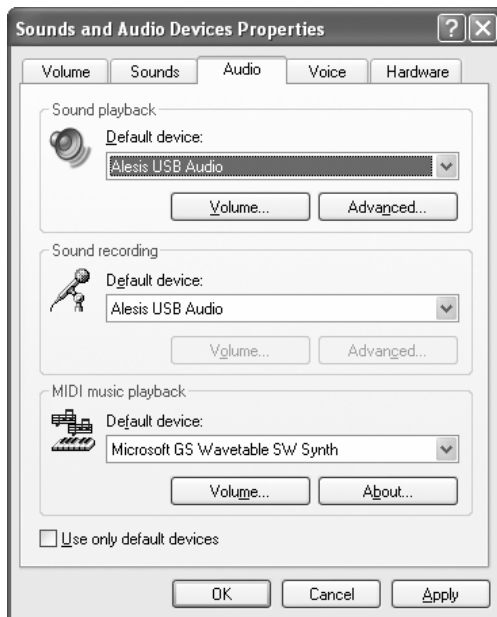 Sounds and Audio Devices Properties
Volume Sounds Audio Voice Hardware
Sound playback
Default device:
Alesis USB Audio
Volume... Advanced...
Sound recording
Default device:
Alesis USB Audio
Volume... Advanced...
MIDI music playback
Default device:
Microsoft GS Wavetable SW Synth
Volume... About...
Use only default devices
OK Cancel Apply